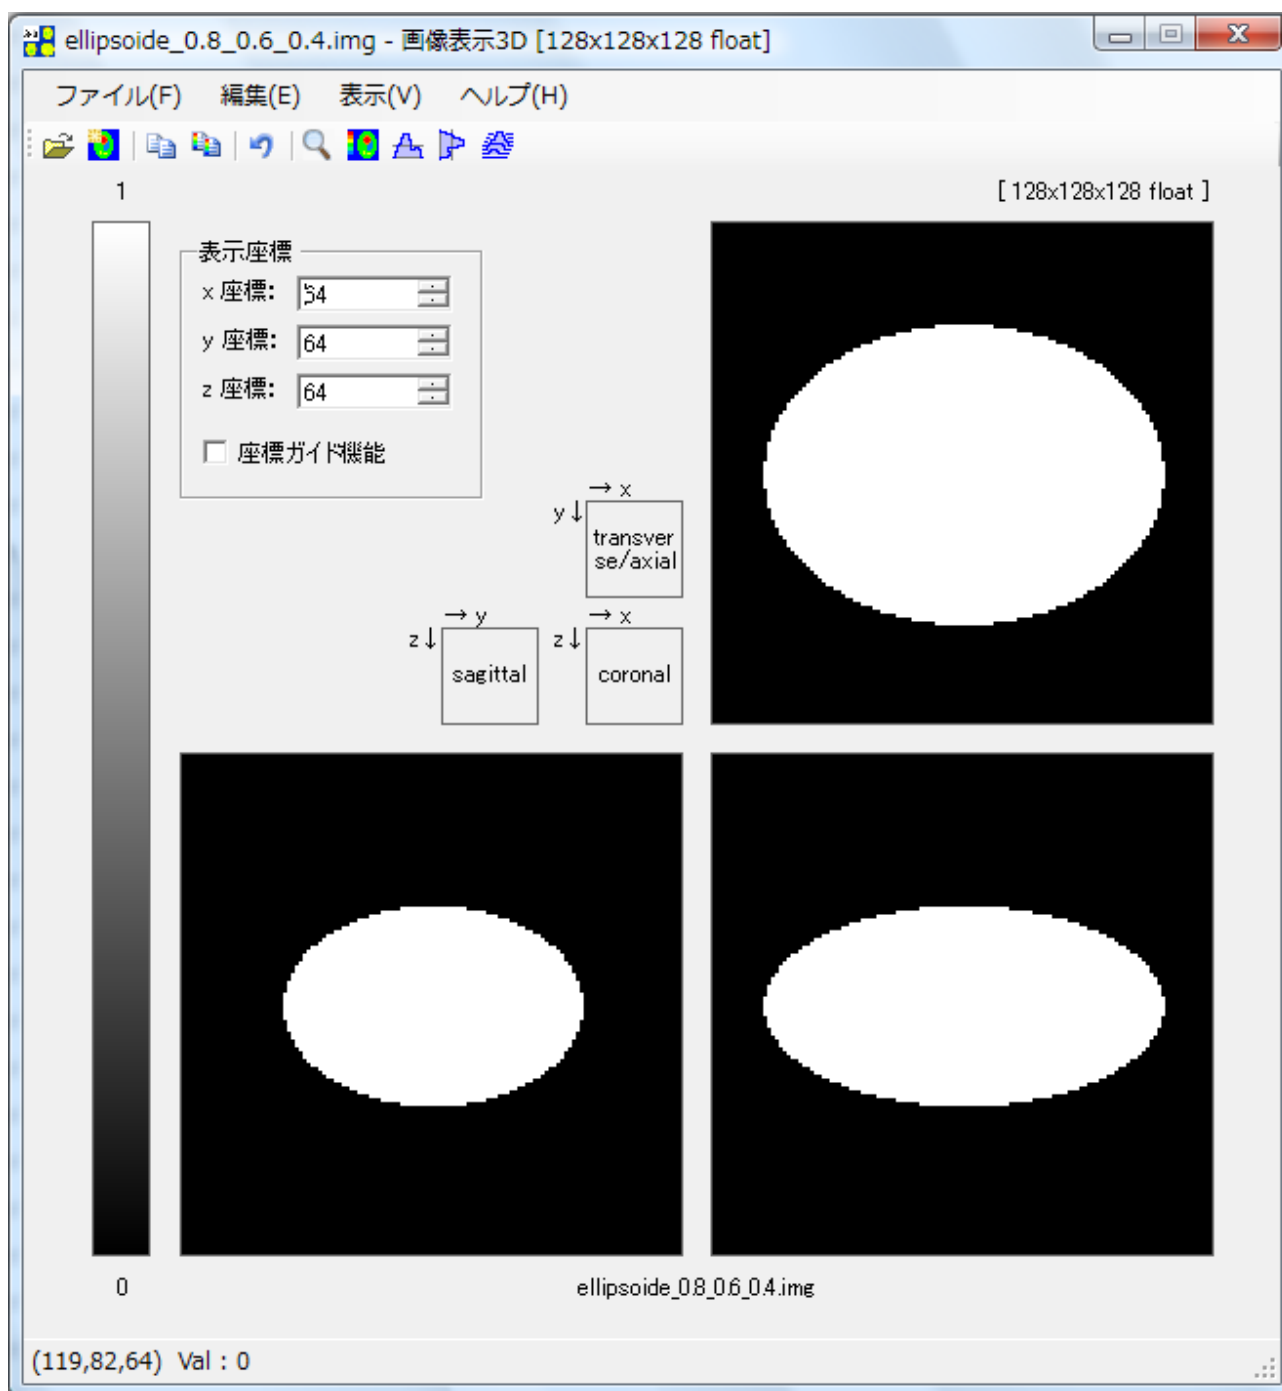 ellipsoide_0.8_0.6_0.4.img - 画像表示3D [128x128x128 float]
ファイル(F) 編集(E) 表示(V) ヘルプ(H)
1
[ 128x128x128 float ]
表示座標
x 座標:
y 座標: 64
z 座標: 64
座標ガイド機能
→ x
y ↓
transver
se/axial
→ y
z ↓
sagittal
→ x
z ↓
coronal
0
ellipsoide_0.8_0.6_0.4.img
(119,82,64) Val : 0